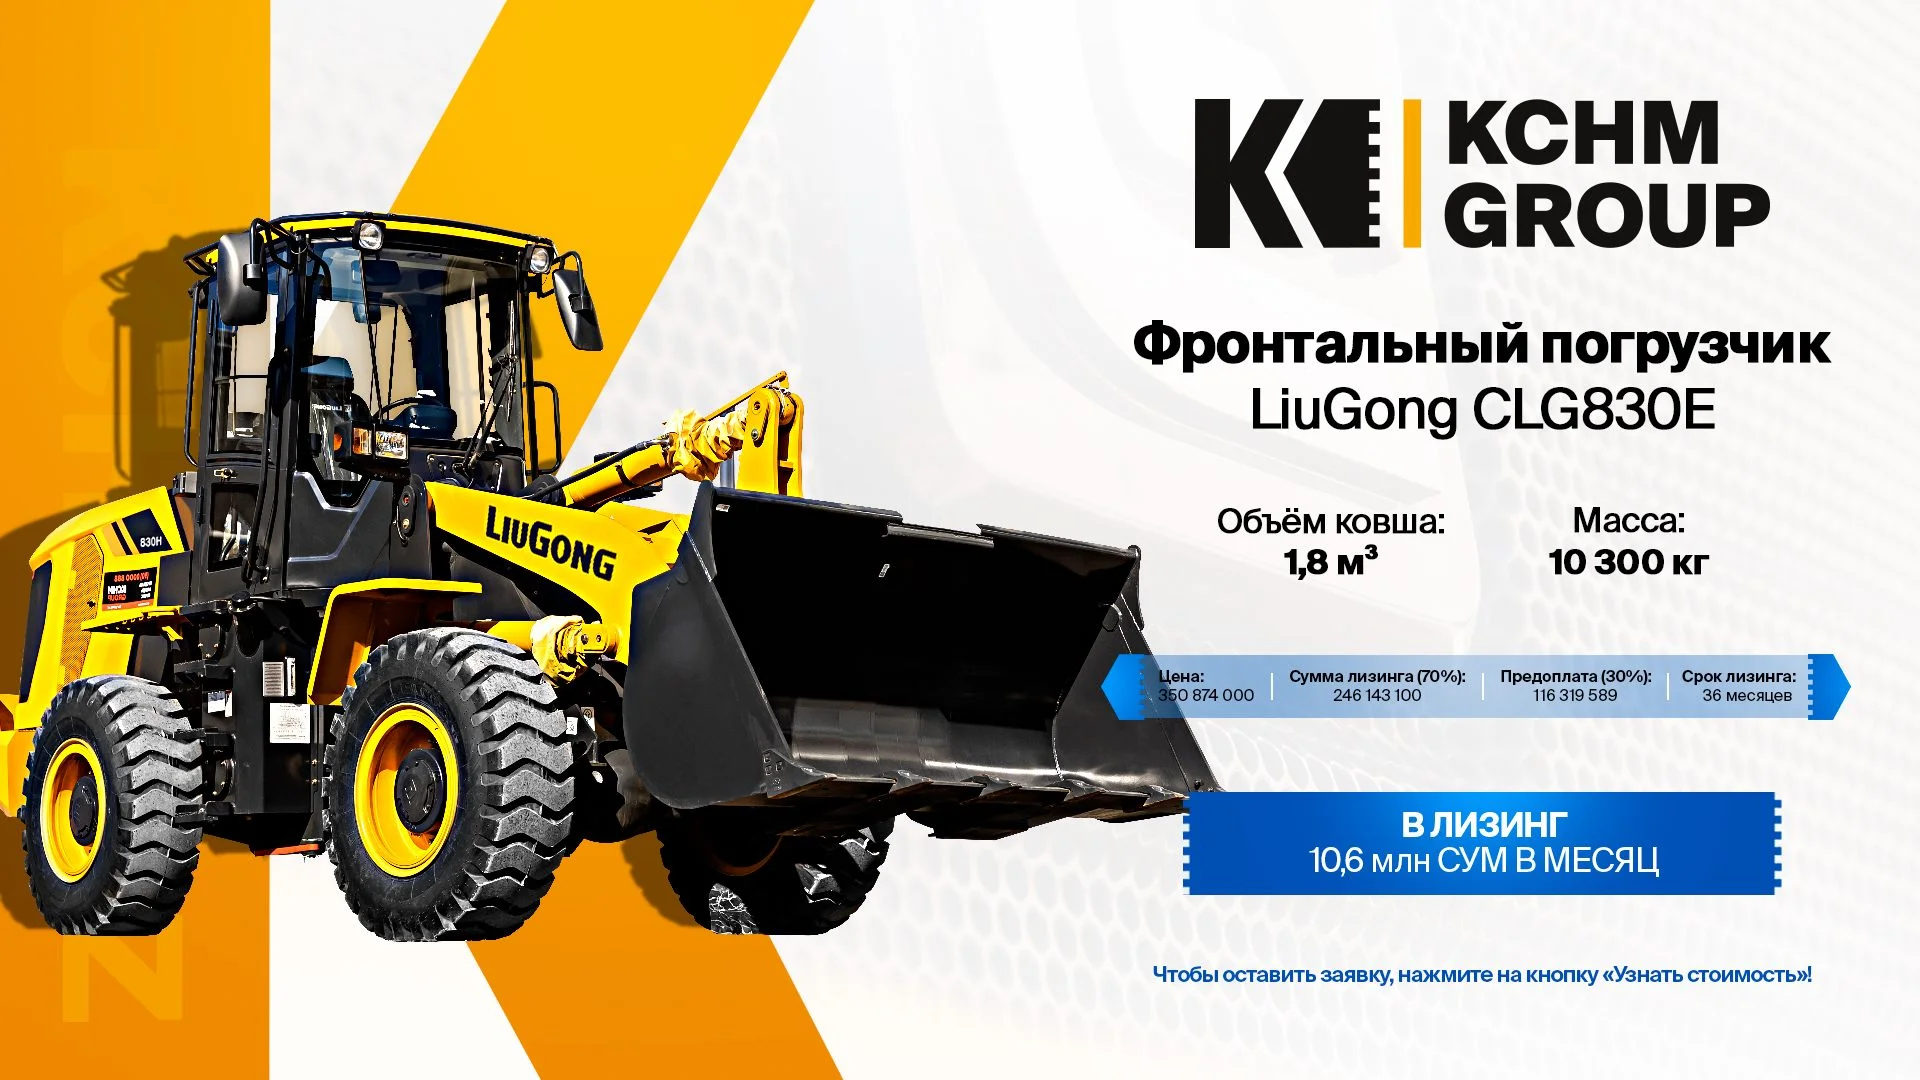 KCHM
GROUP
Фронтальный погрузчик
LiuGong CLG830E
Объём ковша:
1,8 м³
Масса:
10 300 кг
Цена:
350 874 000
Сумма лизинга (70%):
246 143 100
Предоплата (30%):
116 319 589
Срок лизинга:
36 месяцев
В ЛИЗИНГ
10,6 млн СУМ В МЕСЯЦ
Чтобы оставить заявку, нажмите на кнопку «Узнать стоимость»!
LIUGONG
830H